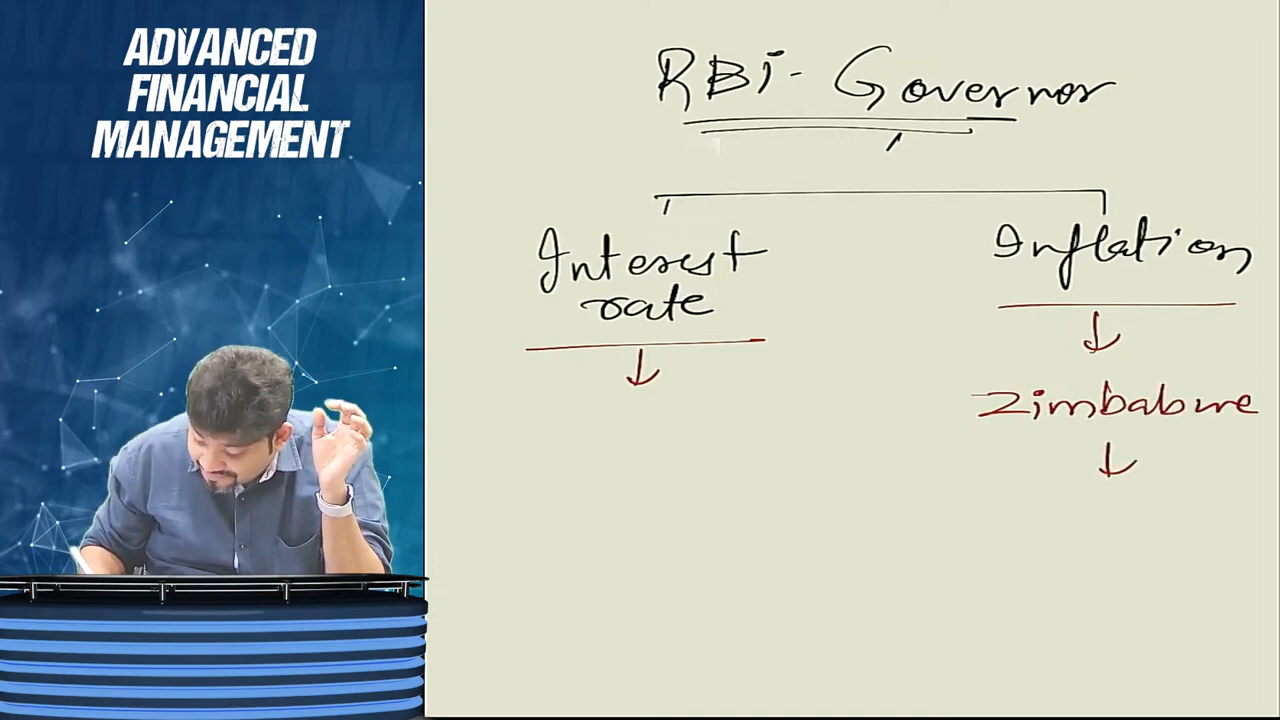 ADVANCED
FINANCIAL
MANAGEMENT
RBI - Governor
Interest
rate
Inflation
Zimbabwe